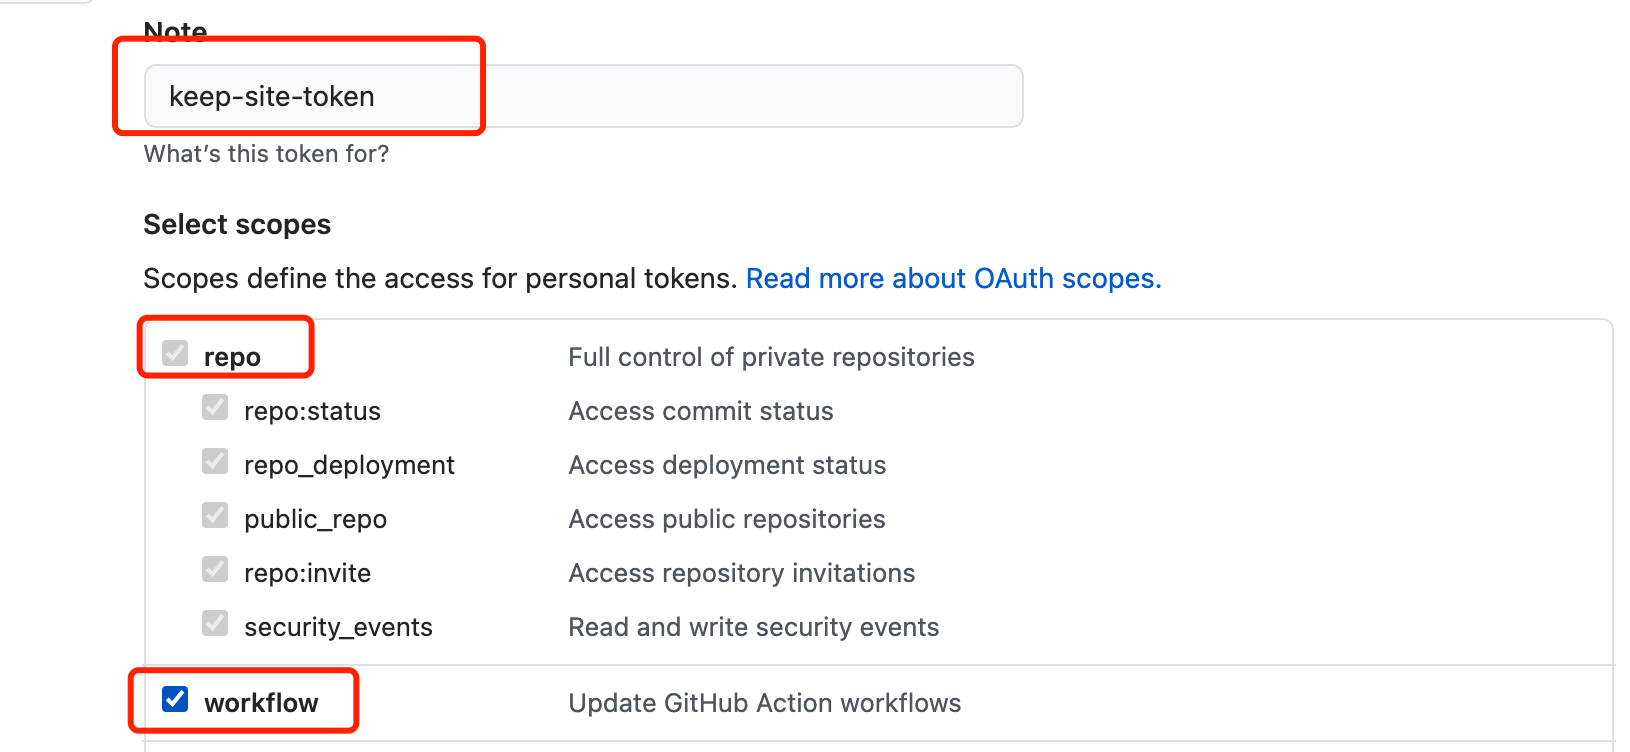 Note
keep-site-token
What's this token for?
Select scopes
Scopes define the access for personal tokens. Read more about OAuth scopes.
repo Full control of private repositories
repo:status Access commit status
repo_deployment Access deployment status
public_repo Access public repositories
repo:invite Access repository invitations
security_events Read and write security events
workflow Update GitHub Action workflows